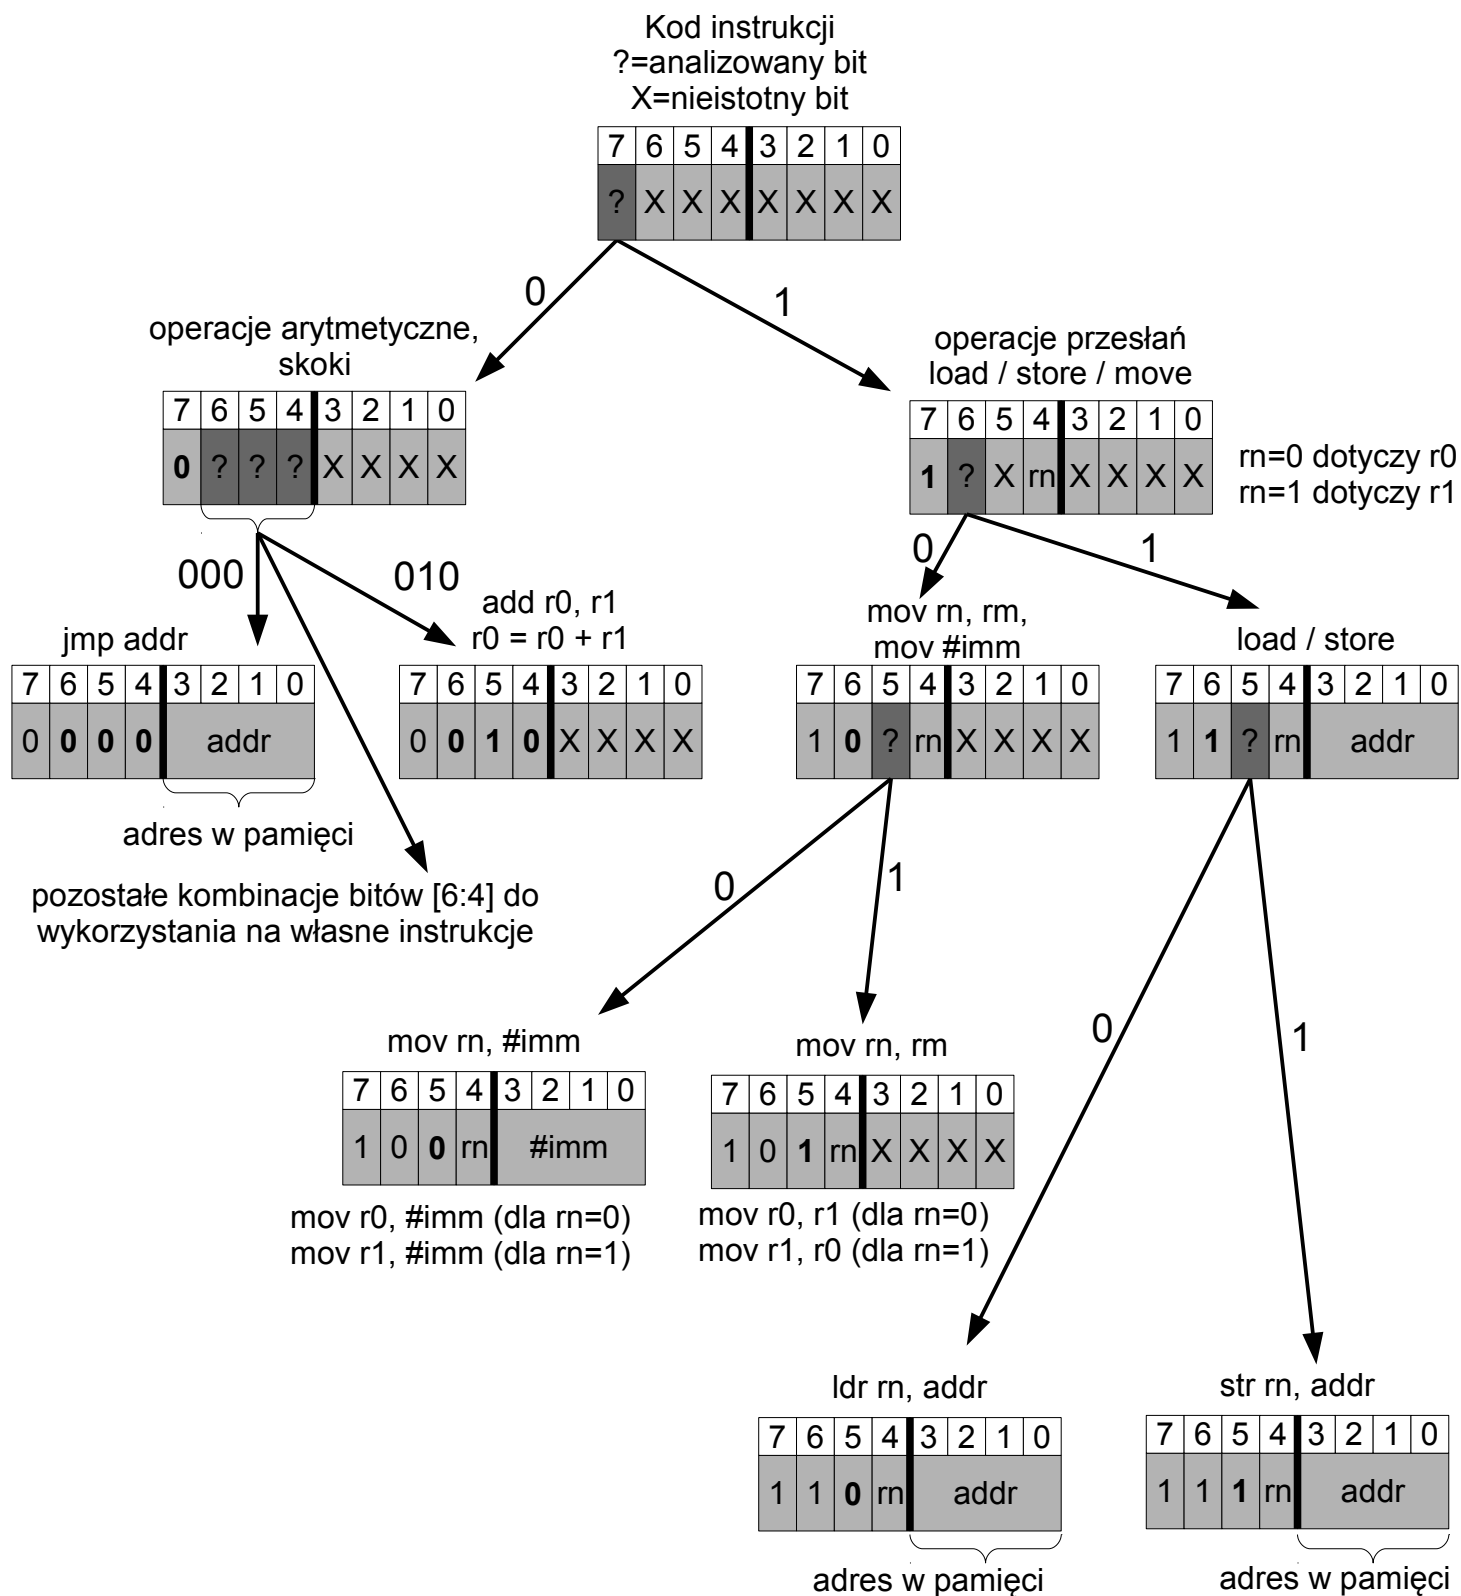 Kod instrukcji
?=analizowany bit
X=nieistotny bit
7 6 5 4 3 2 1 0
? X X X X X X X
0
1
operacje arytmetyczne,
skoki
7 6 5 4 3 2 1 0
0 ? ? ? X X X X
operacje przesłań
load / store / move
7 6 5 4 3 2 1 0
1 ? X rn X X X X
rn=0 dotyczy r0
rn=1 dotyczy r1
000
010
0
1
jmp addr
7 6 5 4 3 2 1 0
0 0 0 0 addr
adres w pamięci
add r0, r1
r0 = r0 + r1
7 6 5 4 3 2 1 0
0 0 1 0 X X X X
mov rn, rm,
mov #imm
7 6 5 4 3 2 1 0
1 0 ? rn X X X X
load / store
7 6 5 4 3 2 1 0
1 1 ? rn addr
pozostałe kombinacje bitów [6:4] do
wykorzystania na własne instrukcje
0
1
0
1
mov rn, #imm
7 6 5 4 3 2 1 0
1 0 0 rn #imm
mov r0, #imm (dla rn=0)
mov r1, #imm (dla rn=1)
mov rn, rm
7 6 5 4 3 2 1 0
1 0 1 rn X X X X
mov r0, r1 (dla rn=0)
mov r1, r0 (dla rn=1)
ldr rn, addr
7 6 5 4 3 2 1 0
1 1 0 rn addr
adres w pamięci
str rn, addr
7 6 5 4 3 2 1 0
1 1 1 rn addr
adres w pamięci